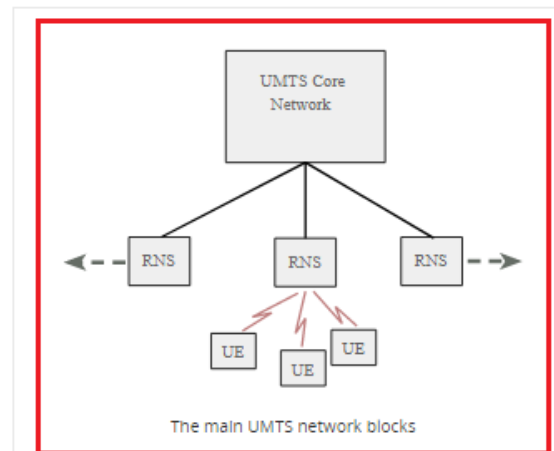 UMTS Core
Network
RNS
RNS
RNS
UE
UE
UE
The main UMTS network blocks